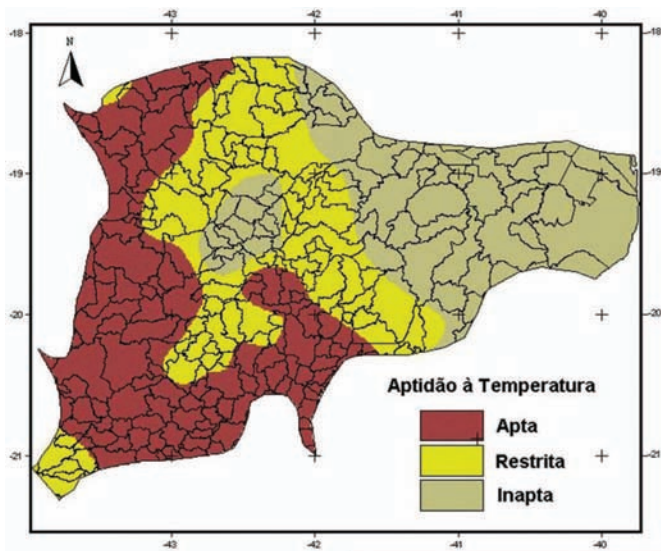 -43 -42 -41 -40
-18 -18
N
-19 -19
-20 -20
Aptidão à Temperatura
Apta
-21 Restrita -21
Inapta
-43 -42 -41 -40